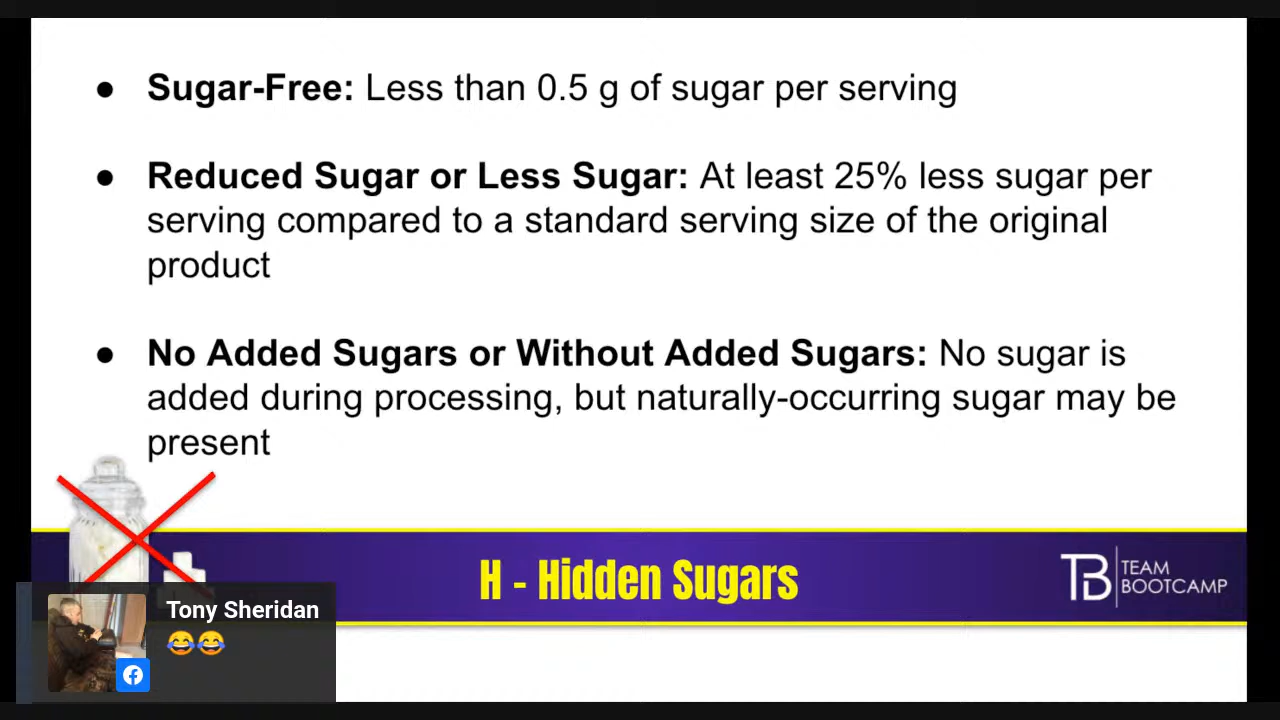 ● Sugar-Free: Less than 0.5 g of sugar per serving
● Reduced Sugar or Less Sugar: At least 25% less sugar per
serving compared to a standard serving size of the original
product
● No Added Sugars or Without Added Sugars: No sugar is
added during processing, but naturally-occurring sugar may be
present
H - Hidden Sugars
TB TEAM
BOOTCAMP
Tony Sheridan
😂😂